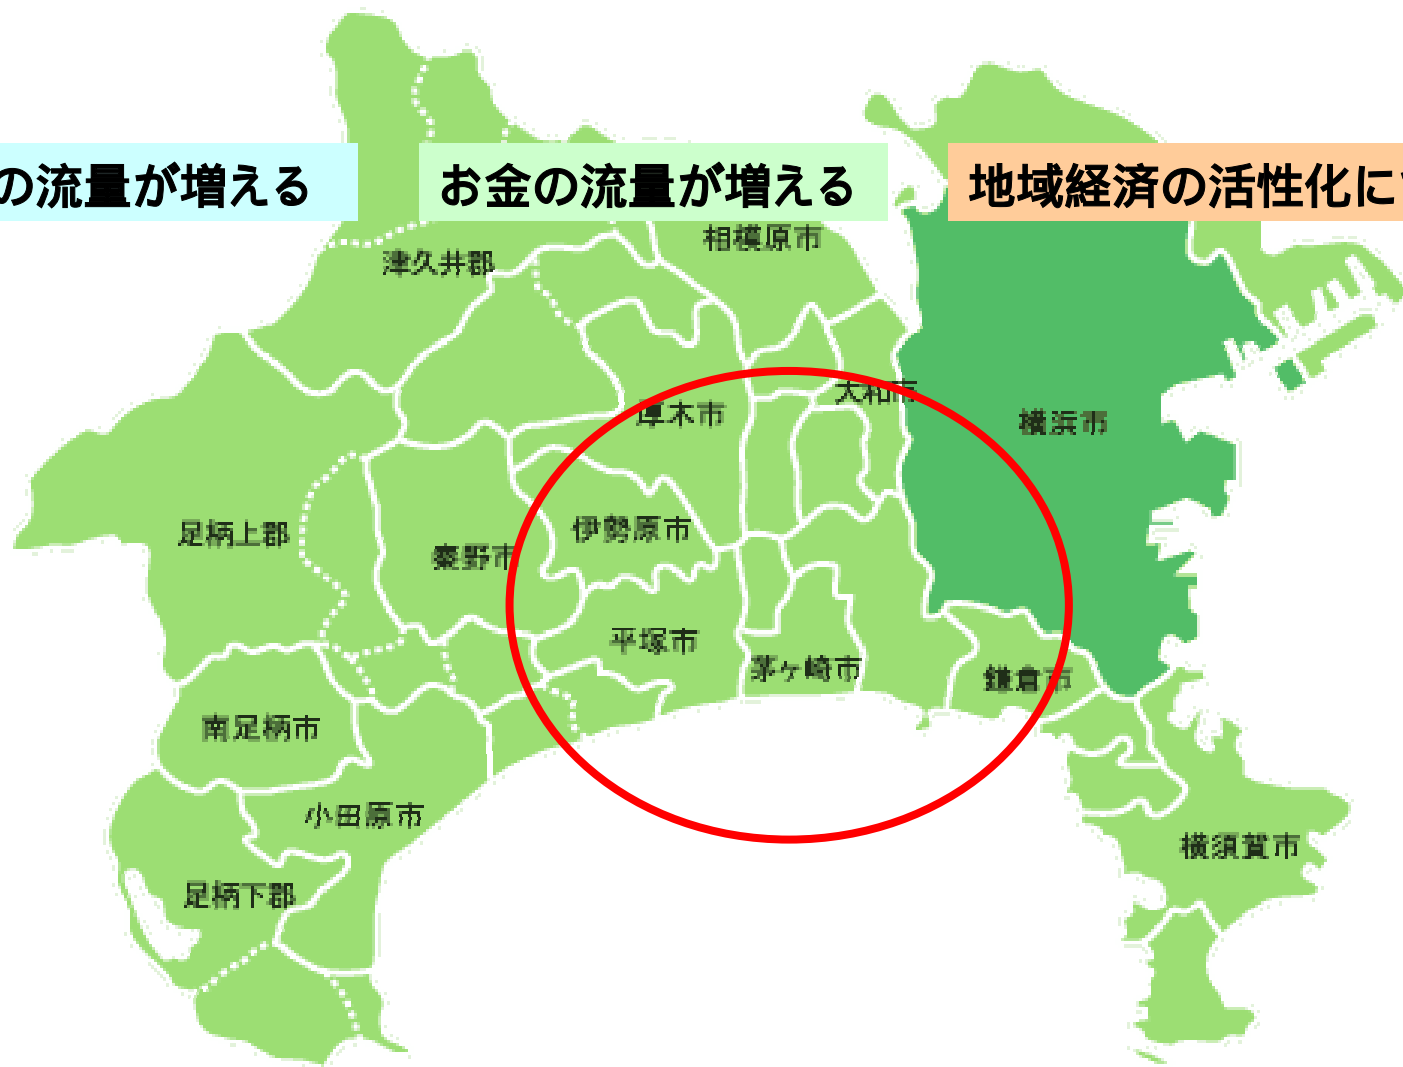 の流量が増える
お金の流量が増える
地域経済の活性化に
相模原市
津久井郡
大和市
厚木市
横浜市
伊勢原市
足柄上郡
秦野市
平塚市
茅ヶ崎市
鎌倉市
南足柄市
小田原市
横須賀市
足柄下郡